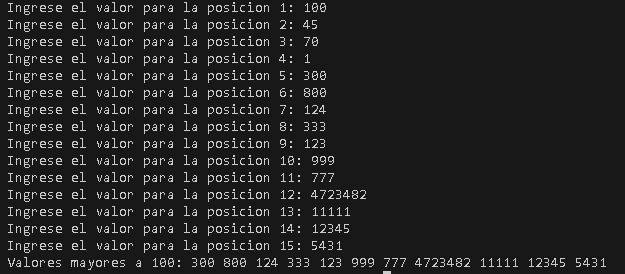 Ingrese el valor para la posicion 1: 100
Ingrese el valor para la posicion 2: 45
Ingrese el valor para la posicion 3: 70
Ingrese el valor para la posicion 4: 1
Ingrese el valor para la posicion 5: 300
Ingrese el valor para la posicion 6: 800
Ingrese el valor para la posicion 7: 124
Ingrese el valor para la posicion 8: 333
Ingrese el valor para la posicion 9: 123
Ingrese el valor para la posicion 10: 999
Ingrese el valor para la posicion 11: 777
Ingrese el valor para la posicion 12: 4723482
Ingrese el valor para la posicion 13: 11111
Ingrese el valor para la posicion 14: 12345
Ingrese el valor para la posicion 15: 5431
Valores mayores a 100: 300 800 124 333 123 999 777 4723482 11111 12345 5431